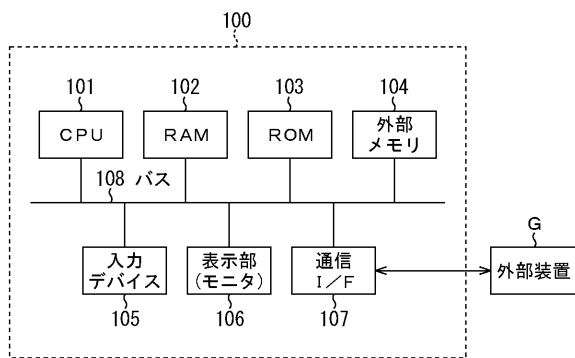 100
101
102
103
104
CPU
RAM
ROM
外部
メモリ
108 バス
入力
デバイス
表示部
(モニタ)
通信
I/F
G
外部装置
105
106
107